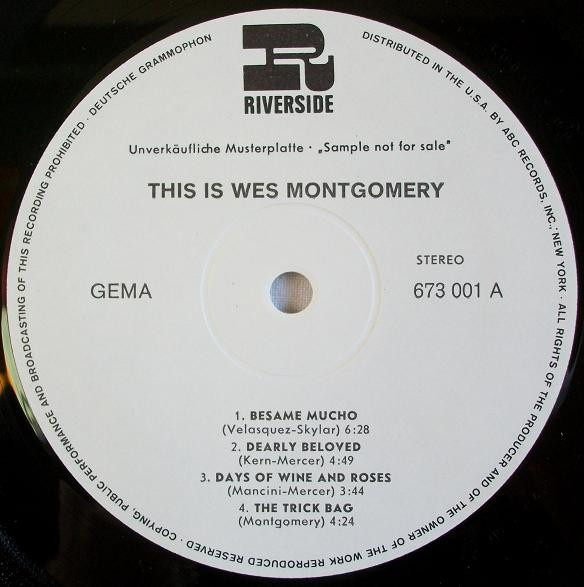 R
RIVERSIDE
Unverkäufliche Musterplatte · „Sample not for sale"
THIS IS WES MONTGOMERY
STEREO
GEMA
673 001 A
1. BESAME MUCHO
(Velasquez-Skylar) 6:28
2. DEARLY BELOVED
(Kern-Mercer) 4:49
3. DAYS OF WINE AND ROSES
(Mancini-Mercer) 3:44
4. THE TRICK BAG
(Montgomery) 4:24
DISTRIBUTED IN THE U.S.A. BY ABC RECORDS, INC., NEW YORK · ALL RIGHTS OF THE PRODUCER AND OF THE OWNER OF THE WORK REPRODUCED RESERVED · COPYING, PUBLIC PERFORMANCE AND BROADCASTING OF THIS RECORDING PROHIBITED · DEUTSCHE GRAMMOPHON